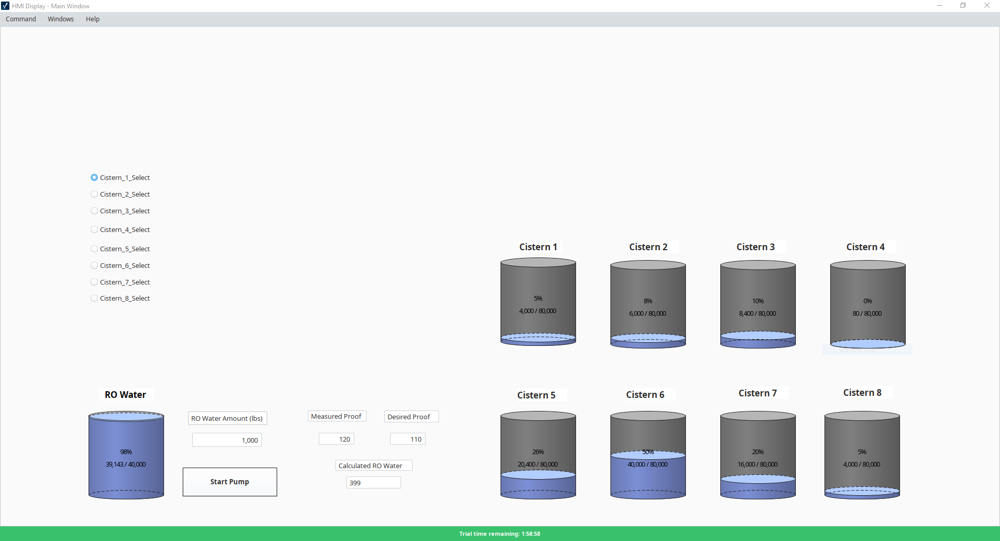 HMI Display - Main Window
Command Windows Help
Cistern_1_Select
Cistern_2_Select
Cistern_3_Select
Cistern_4_Select
Cistern_5_Select
Cistern_6_Select
Cistern_7_Select
Cistern_8_Select
Cistern 1 Cistern 2 Cistern 3 Cistern 4
5% 8% 10% 0%
4,000 / 80,000 6,000 / 80,000 8,400 / 80,000 80 / 80,000
Window Snip
RO Water
98%
39,143 / 40,000
RO Water Amount (lbs)
1,000
Start Pump
Measured Proof Desired Proof
120 110
Calculated RO Water
399
Cistern 5 Cistern 6 Cistern 7 Cistern 8
26% 50% 20% 5%
20,400 / 80,000 40,000 / 80,000 16,000 / 80,000 4,000 / 80,000
Trial time remaining: 1:58:58